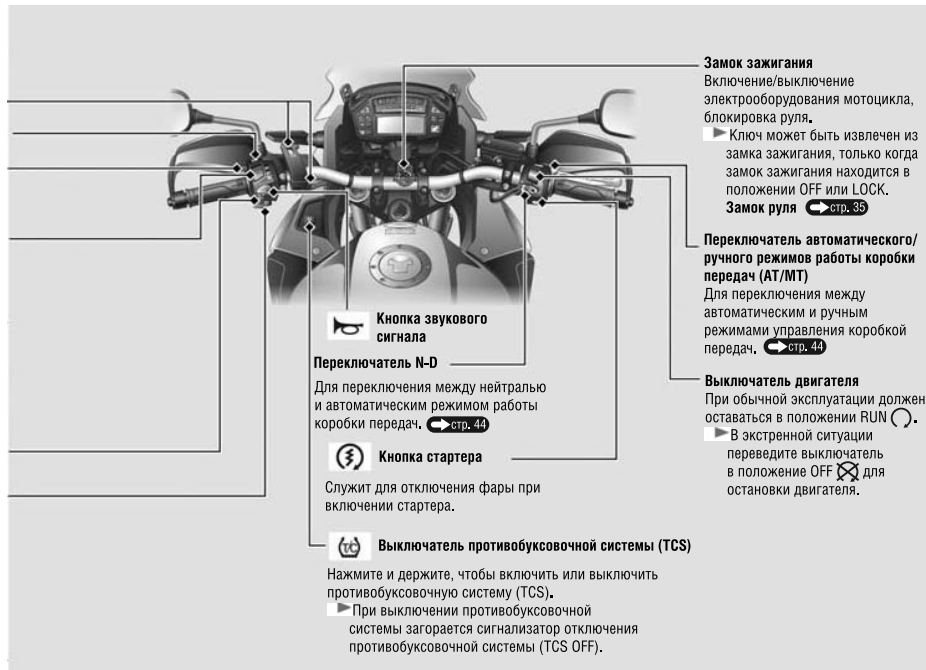 Замок зажигания
Включение/выключение
электрооборудования мотоцикла,
блокировка руля.
Ключ может быть извлечен из
замка зажигания, только когда
замок зажигания находится в
положении OFF или LOCK.
Замок руля стр. 35
Переключатель автоматического/
ручного режимов работы коробки
передач (AT/MT)
Для переключения между
автоматическим и ручным
режимами управления коробкой
передач. стр. 44
Выключатель двигателя
При обычной эксплуатации должен
оставаться в положении RUN.
В экстренной ситуации
переведите выключатель
в положение OFF для
остановки двигателя.
Кнопка звукового
сигнала
Переключатель N-D
Для переключения между нейтралью
и автоматическим режимом работы
коробки передач. стр. 44
Кнопка стартера
Служит для отключения фары при
включении стартера.
T/C
Выключатель противобуксовочной системы (TCS)
Нажмите и держите, чтобы включить или выключить
противобуксовочную систему (TCS).
При выключении противобуксовочной
системы загорается сигнализатор отключения
противобуксовочной системы (TCS OFF).